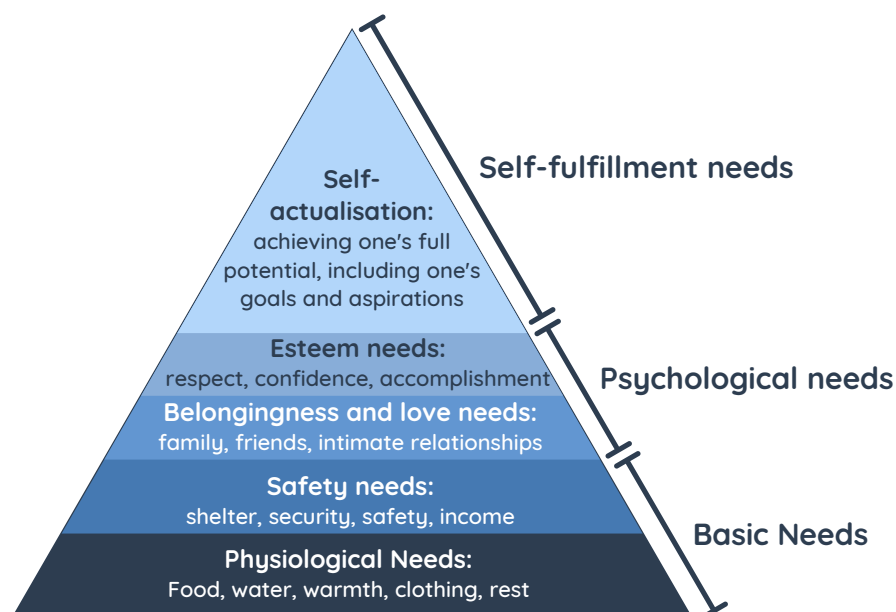 Self-
actualisation:
achieving one's full
potential, including one's
goals and aspirations
Self-fulfillment needs
Esteem needs:
respect, confidence, accomplishment
Psychological needs
Belongingness and love needs:
family, friends, intimate relationships
Safety needs:
shelter, security, safety, income
Basic Needs
Physiological Needs:
Food, water, warmth, clothing, rest